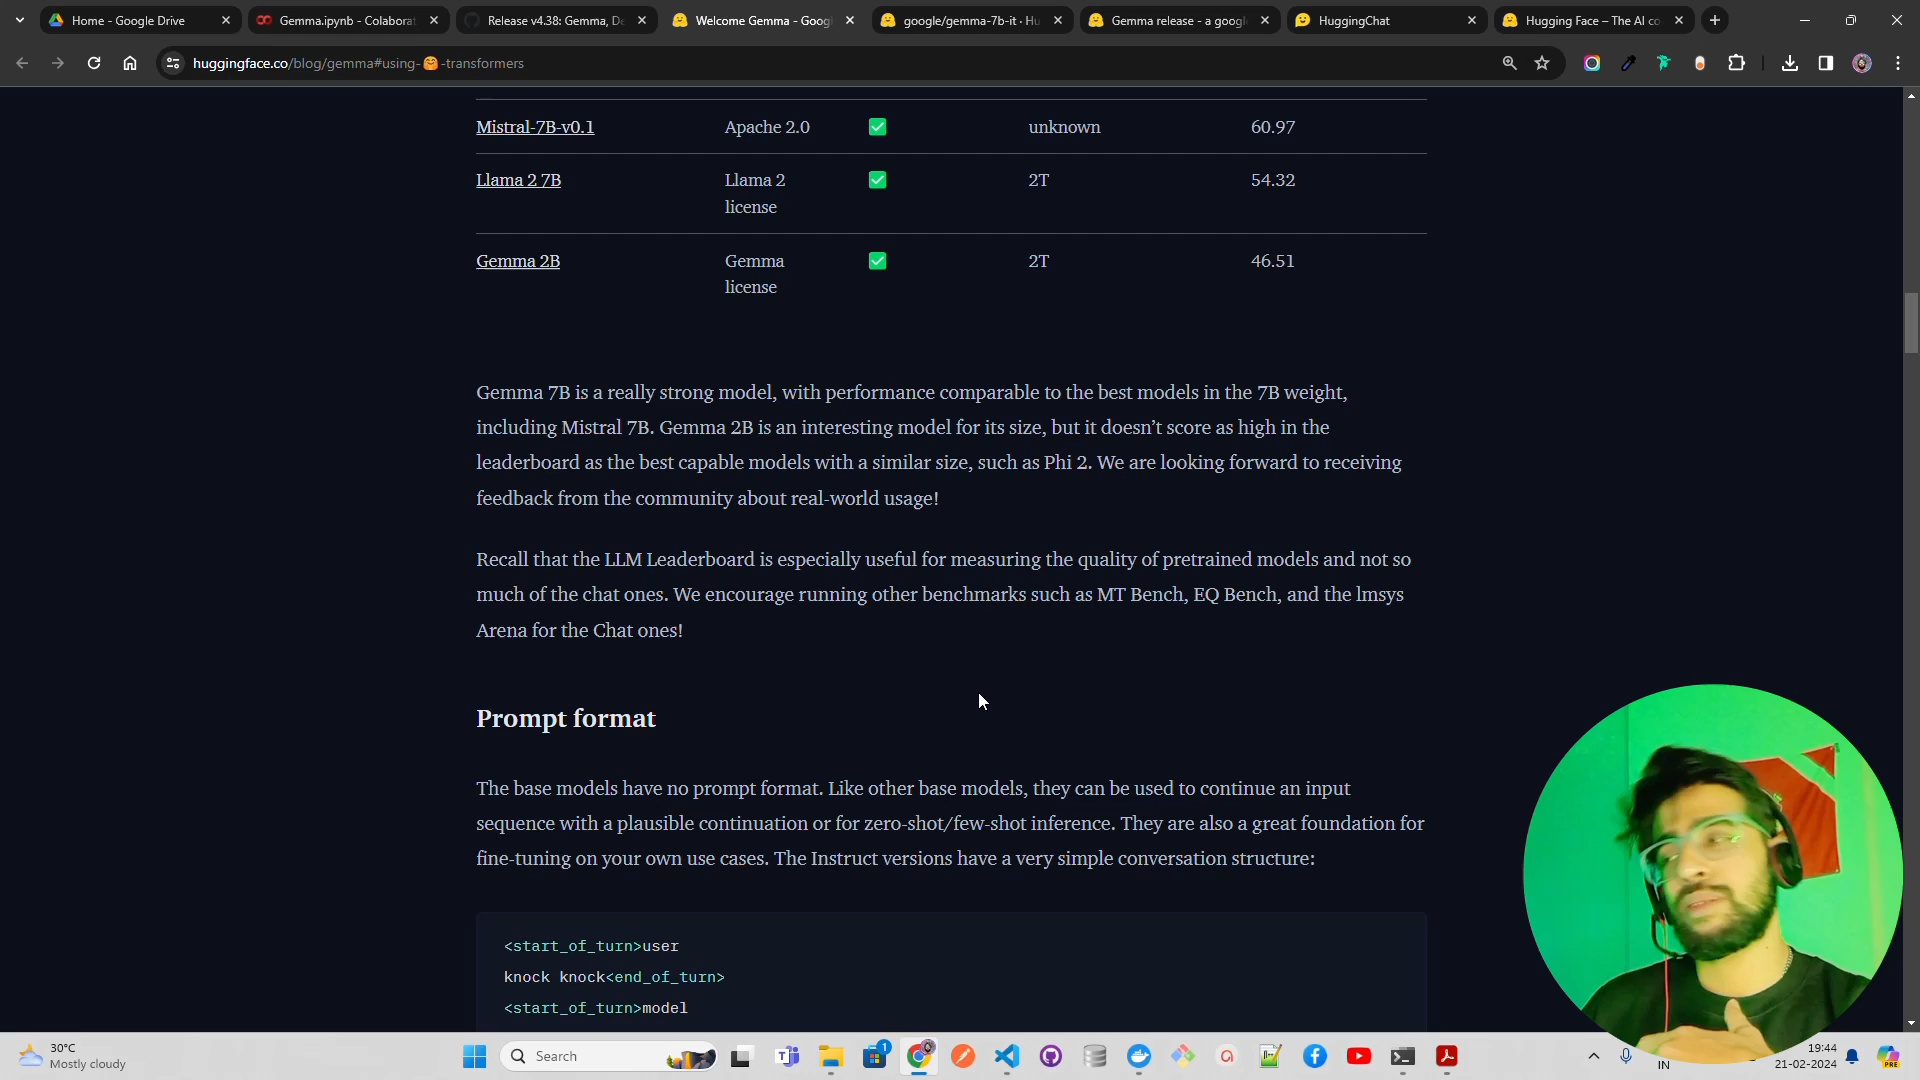 Home - Google Drive
Gemma.ipynb - Colaborat
Release v4.38: Gemma, De
Welcome Gemma - Goog
google/gemma-7b-it · Hu
Gemma release - a googl
HuggingChat
Hugging Face – The AI co
huggingface.co/blog/gemma#using-🤗-transformers
Mistral-7B-v0.1 Apache 2.0 ✅ unknown 60.97
Llama 2 7B Llama 2 ✅ 2T 54.32
license
Gemma 2B Gemma ✅ 2T 46.51
license
Gemma 7B is a really strong model, with performance comparable to the best models in the 7B weight,
including Mistral 7B. Gemma 2B is an interesting model for its size, but it doesn’t score as high in the
leaderboard as the best capable models with a similar size, such as Phi 2. We are looking forward to receiving
feedback from the community about real-world usage!
Recall that the LLM Leaderboard is especially useful for measuring the quality of pretrained models and not so
much of the chat ones. We encourage running other benchmarks such as MT Bench, EQ Bench, and the lmsys
Arena for the Chat ones!
Prompt format
The base models have no prompt format. Like other base models, they can be used to continue an input
sequence with a plausible continuation or for zero-shot/few-shot inference. They are also a great foundation for
fine-tuning on your own use cases. The Instruct versions have a very simple conversation structure:
<start_of_turn>user
knock knock<end_of_turn>
<start_of_turn>model
30°C
Mostly cloudy
Search
1
IN
19:44
21-02-2024
PRE